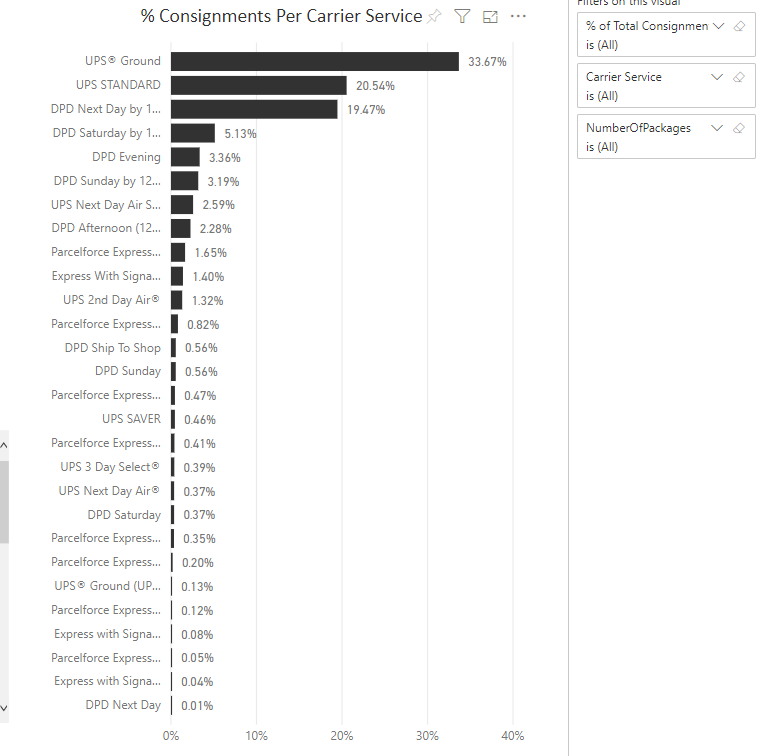 Filters on this visual
% Consignments Per Carrier Service
% of Total Consignmen
is (All)
Carrier Service
is (All)
NumberOfPackages
is (All)
UPS® Ground 33.67%
UPS STANDARD 20.54%
DPD Next Day by 1... 19.47%
DPD Saturday by 1... 5.13%
DPD Evening 3.36%
DPD Sunday by 12... 3.19%
UPS Next Day Air S... 2.59%
DPD Afternoon (12... 2.28%
Parcelforce Express... 1.65%
Express With Signa... 1.40%
UPS 2nd Day Air® 1.32%
Parcelforce Express... 0.82%
DPD Ship To Shop 0.56%
DPD Sunday 0.56%
Parcelforce Express... 0.47%
UPS SAVER 0.46%
Parcelforce Express... 0.41%
UPS 3 Day Select® 0.39%
UPS Next Day Air® 0.37%
DPD Saturday 0.37%
Parcelforce Express... 0.35%
Parcelforce Express... 0.20%
UPS® Ground (UP... 0.13%
Parcelforce Express... 0.12%
Express with Signa... 0.08%
Parcelforce Express... 0.05%
Express with Signa... 0.04%
DPD Next Day 0.01%
0% 10% 20% 30% 40%